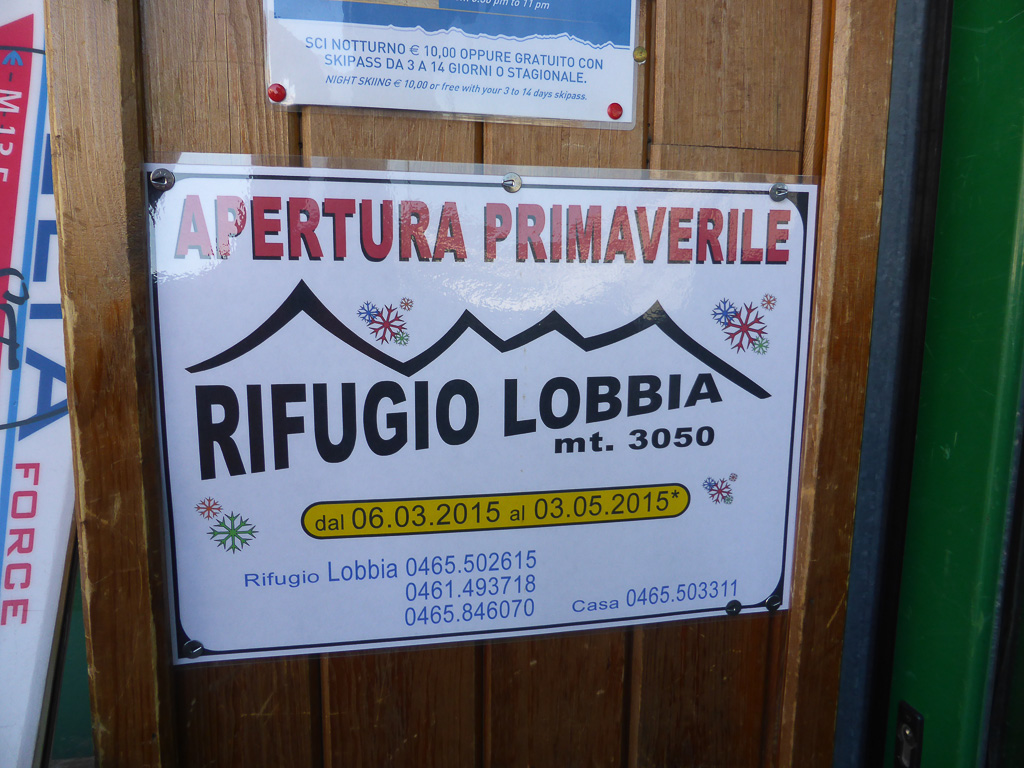 SCI NOTTURNO € 10,00 OPPURE GRATUITO CON
SKIPASS DA 3 A 14 GIORNI O STAGIONALE.
NIGHT SKIING € 10,00 or free with your 3 to 14 days skipass.
APERTURA PRIMAVERILE
RIFUGIO LOBBIA
mt. 3050
dal 06.03.2015 al 03.05.2015*
Rifugio Lobbia 0465.502615
0461.493718
0465.846070
Casa 0465.503311
FORCE